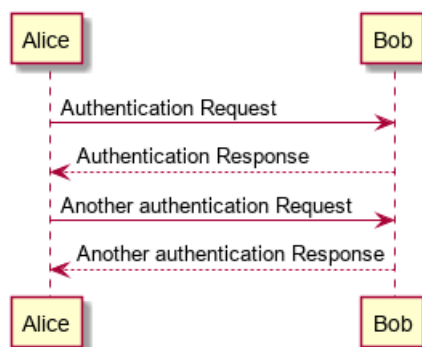 Alice
Bob
Authentication Request
Authentication Response
Another authentication Request
Another authentication Response
Alice
Bob